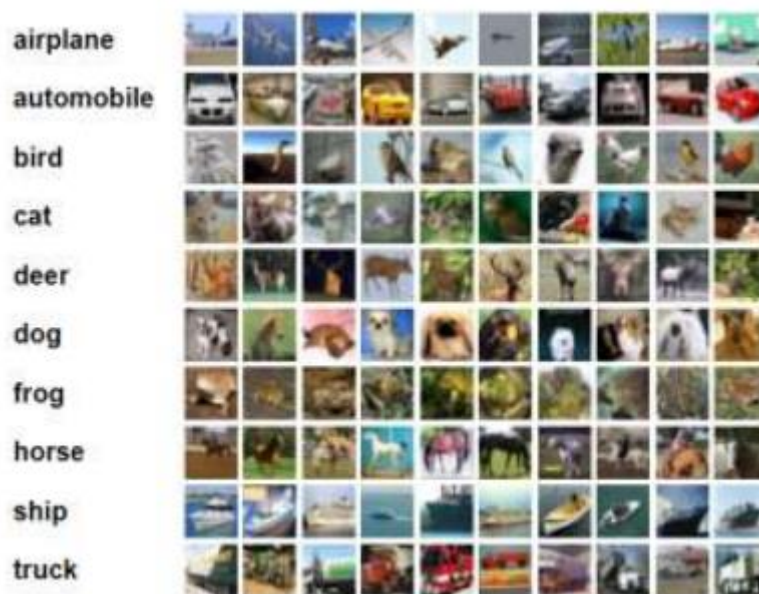 airplane
automobile
bird
cat
deer
dog
frog
horse
ship
truck